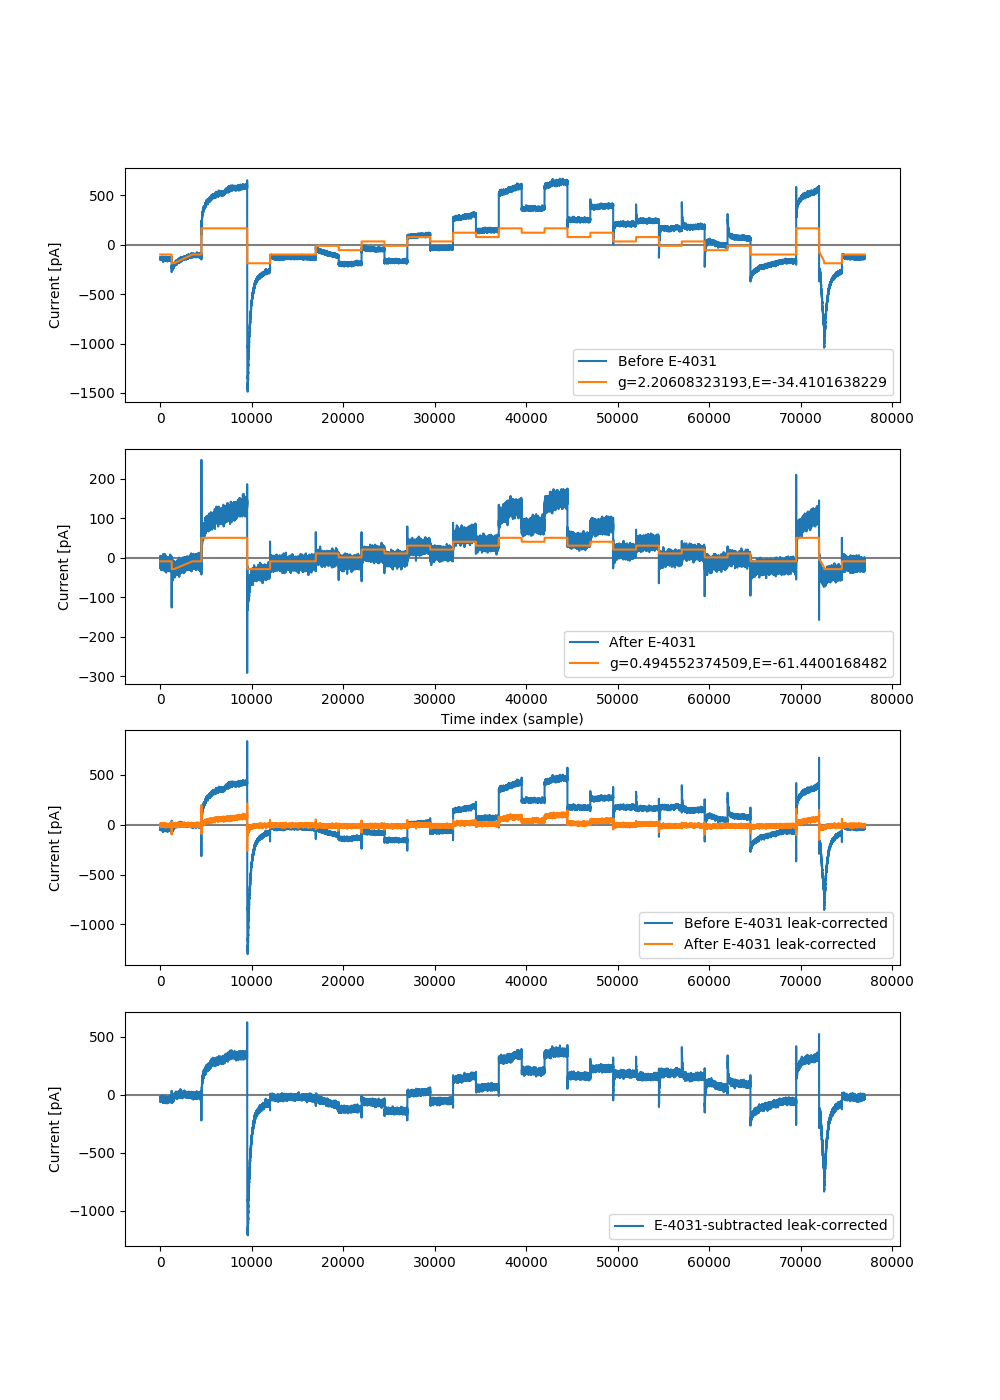 500
0
−500
−1000
−1500
Current [pA]
Before E-4031
g=2.20608323193,E=-34.4101638229
0 10000 20000 30000 40000 50000 60000 70000 80000
200
100
0
−100
−200
−300
Current [pA]
After E-4031
g=0.494552374509,E=-61.4400168482
0 10000 20000 30000 40000 50000 60000 70000 80000
Time index (sample)
500
0
−500
−1000
Current [pA]
Before E-4031 leak-corrected
After E-4031 leak-corrected
0 10000 20000 30000 40000 50000 60000 70000 80000
500
0
−500
−1000
Current [pA]
E-4031-subtracted leak-corrected
0 10000 20000 30000 40000 50000 60000 70000 80000